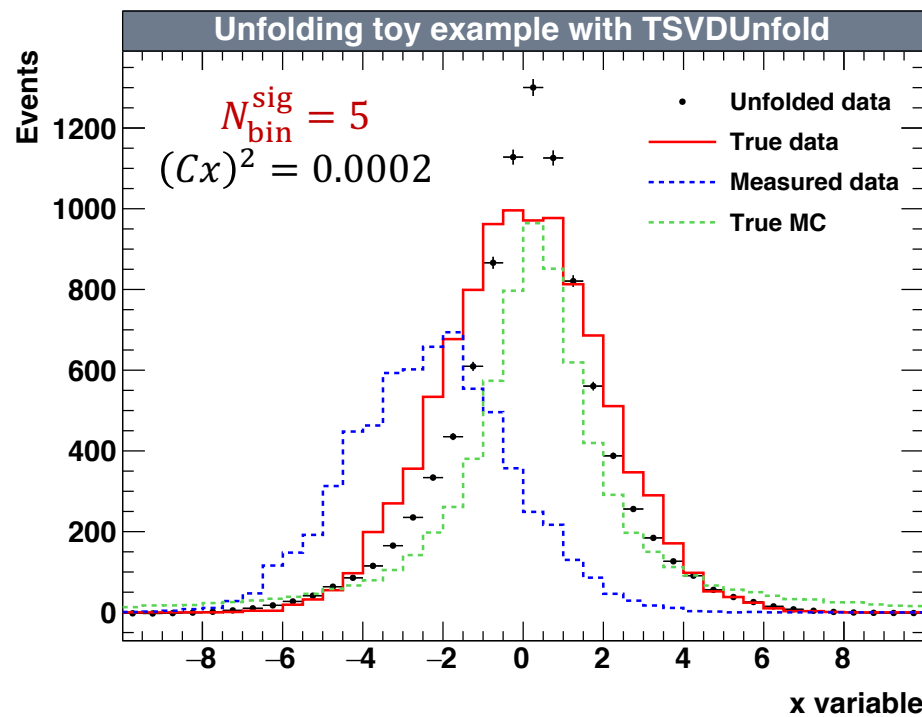 Unfolding toy example with TSVDUnfold
Events
N_bin^sig = 5
(Cx)² = 0.0002
Unfolded data
True data
Measured data
True MC
1200
1000
800
600
400
200
0
−8 −6 −4 −2 0 2 4 6 8
x variable